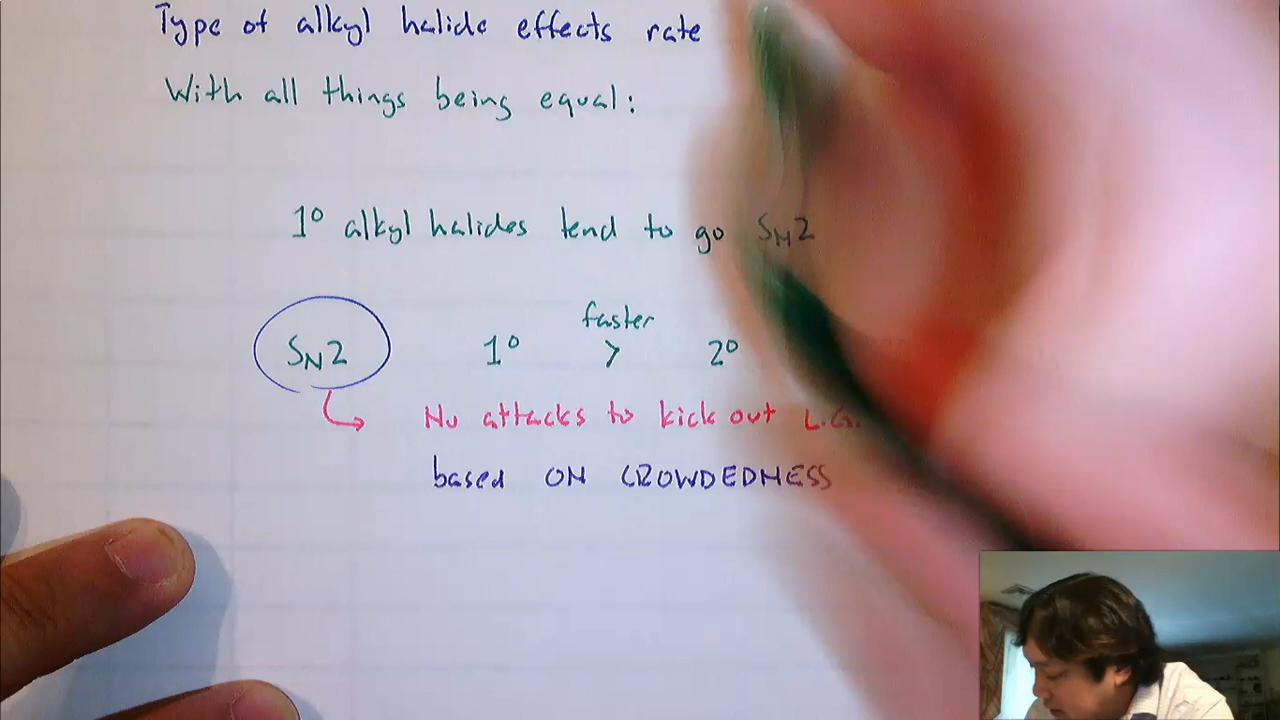 Type of alkyl halide effects rate
With all things being equal:
1° alkyl halides tend to go SN2
faster
SN2 1° > 2°
Nu attacks to kick out L.G.
based ON CROWDEDNESS